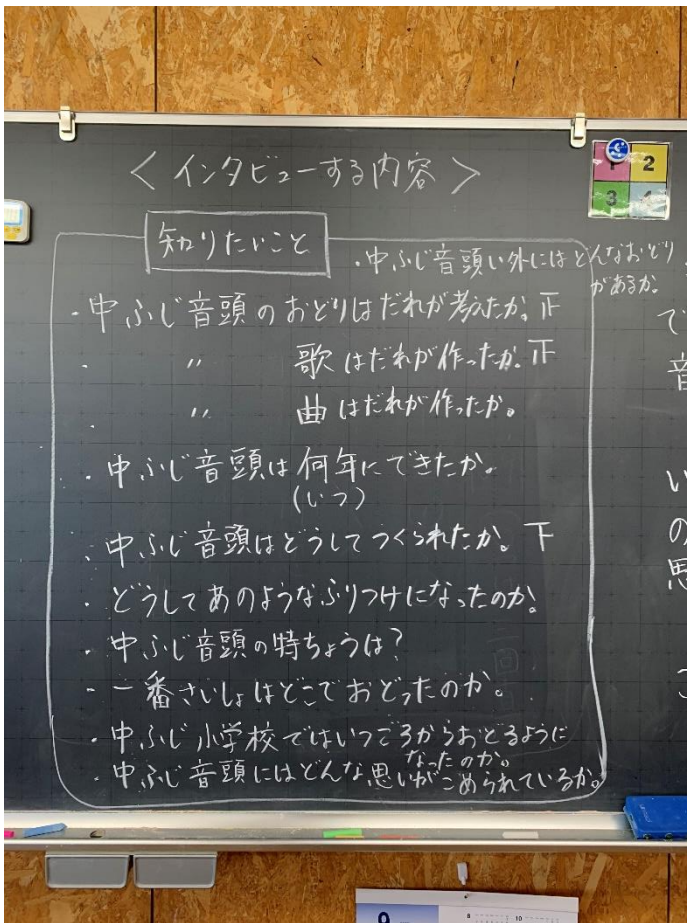 ＜インタビューする内容＞
1 2
3 4
知りたいこと
・中ふじ音頭い外にはどんなおどり
があるか。
・中ふじ音頭のおどりはだれが考えたか。正
・〃 歌はだれが作ったか。正
・〃 曲はだれが作ったか。
・中ふじ音頭は何年にできたか。
(いつ)
・中ふじ音頭はどうしてつくられたか。下
・どうしてあのようなふりつけになったのか。
・中ふじ音頭の特ちょうは?
・一番さいしょはどこでおどったのか。
・中ふじ小学校ではいつごろからおどるように
なったのか。
・中ふじ音頭にはどんな思いがこめられているか。
で
音
い
の
思
こ
9
8
10